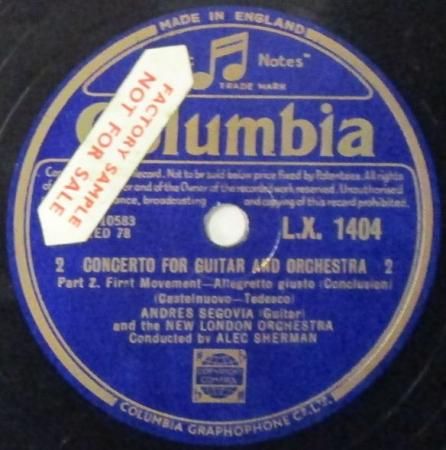 MADE IN ENGLAND
Notes™
TRADE MARK
Columbia
FACTORY SAMPLE
NOT FOR SALE
Record. Not to be sold below price fixed by Patentees. All rights
and of the Owner of the recorded work reserved. Unauthorised
broadcasting and copying of this record prohibited.
10583
78
L.X. 1404
2 CONCERTO FOR GUITAR AND ORCHESTRA 2
Part 2. First Movement—Allegretto giusto (Conclusion)
(Castelnuovo—Tedesco)
ANDRES SEGOVIA (Guitar)
and the NEW LONDON ORCHESTRA
Conducted by ALEC SHERMAN
COLUMBIA GRAPHOPHONE CO. LTD.